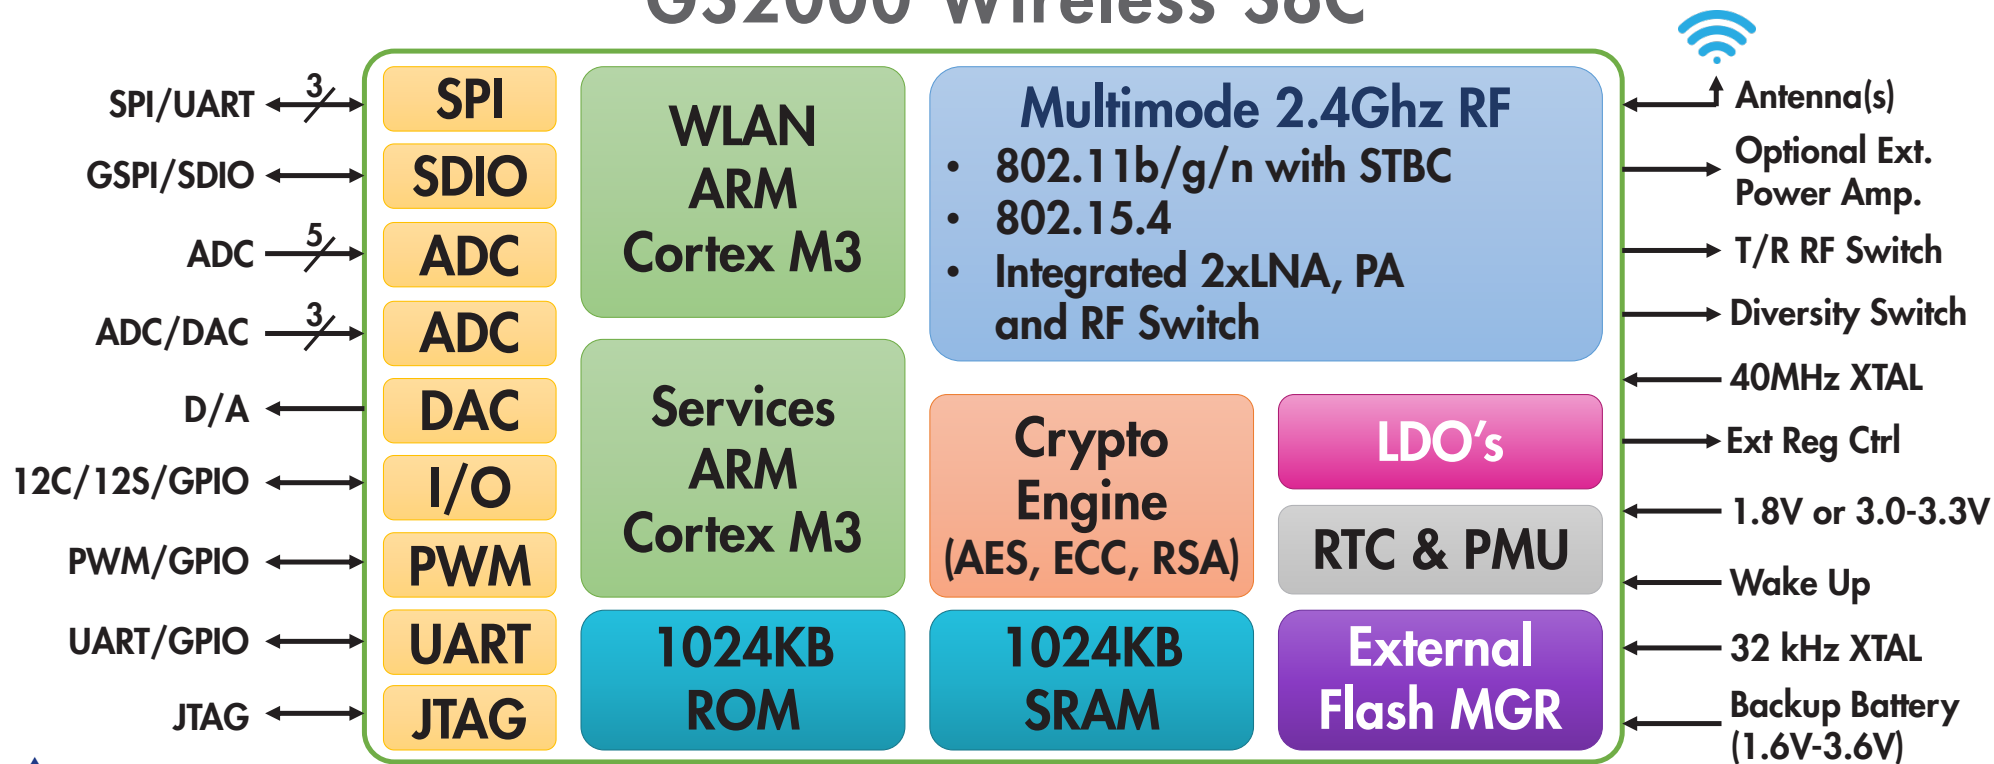 GS2000 Wireless SoC
SPI/UART
3
SPI
GSPI/SDIO
SDIO
ADC
5
ADC
ADC/DAC
3
ADC
D/A
DAC
12C/12S/GPIO
I/O
PWM/GPIO
PWM
UART/GPIO
UART
JTAG
JTAG
WLAN
ARM
Cortex M3
Services
ARM
Cortex M3
1024KB
ROM
Multimode 2.4Ghz RF
• 802.11b/g/n with STBC
• 802.15.4
• Integrated 2xLNA, PA
and RF Switch
Crypto
Engine
(AES, ECC, RSA)
1024KB
SRAM
LDO's
RTC & PMU
External
Flash MGR
Antenna(s)
Optional Ext.
Power Amp.
T/R RF Switch
Diversity Switch
40MHz XTAL
Ext Reg Ctrl
1.8V or 3.0-3.3V
Wake Up
32 kHz XTAL
Backup Battery
(1.6V-3.6V)